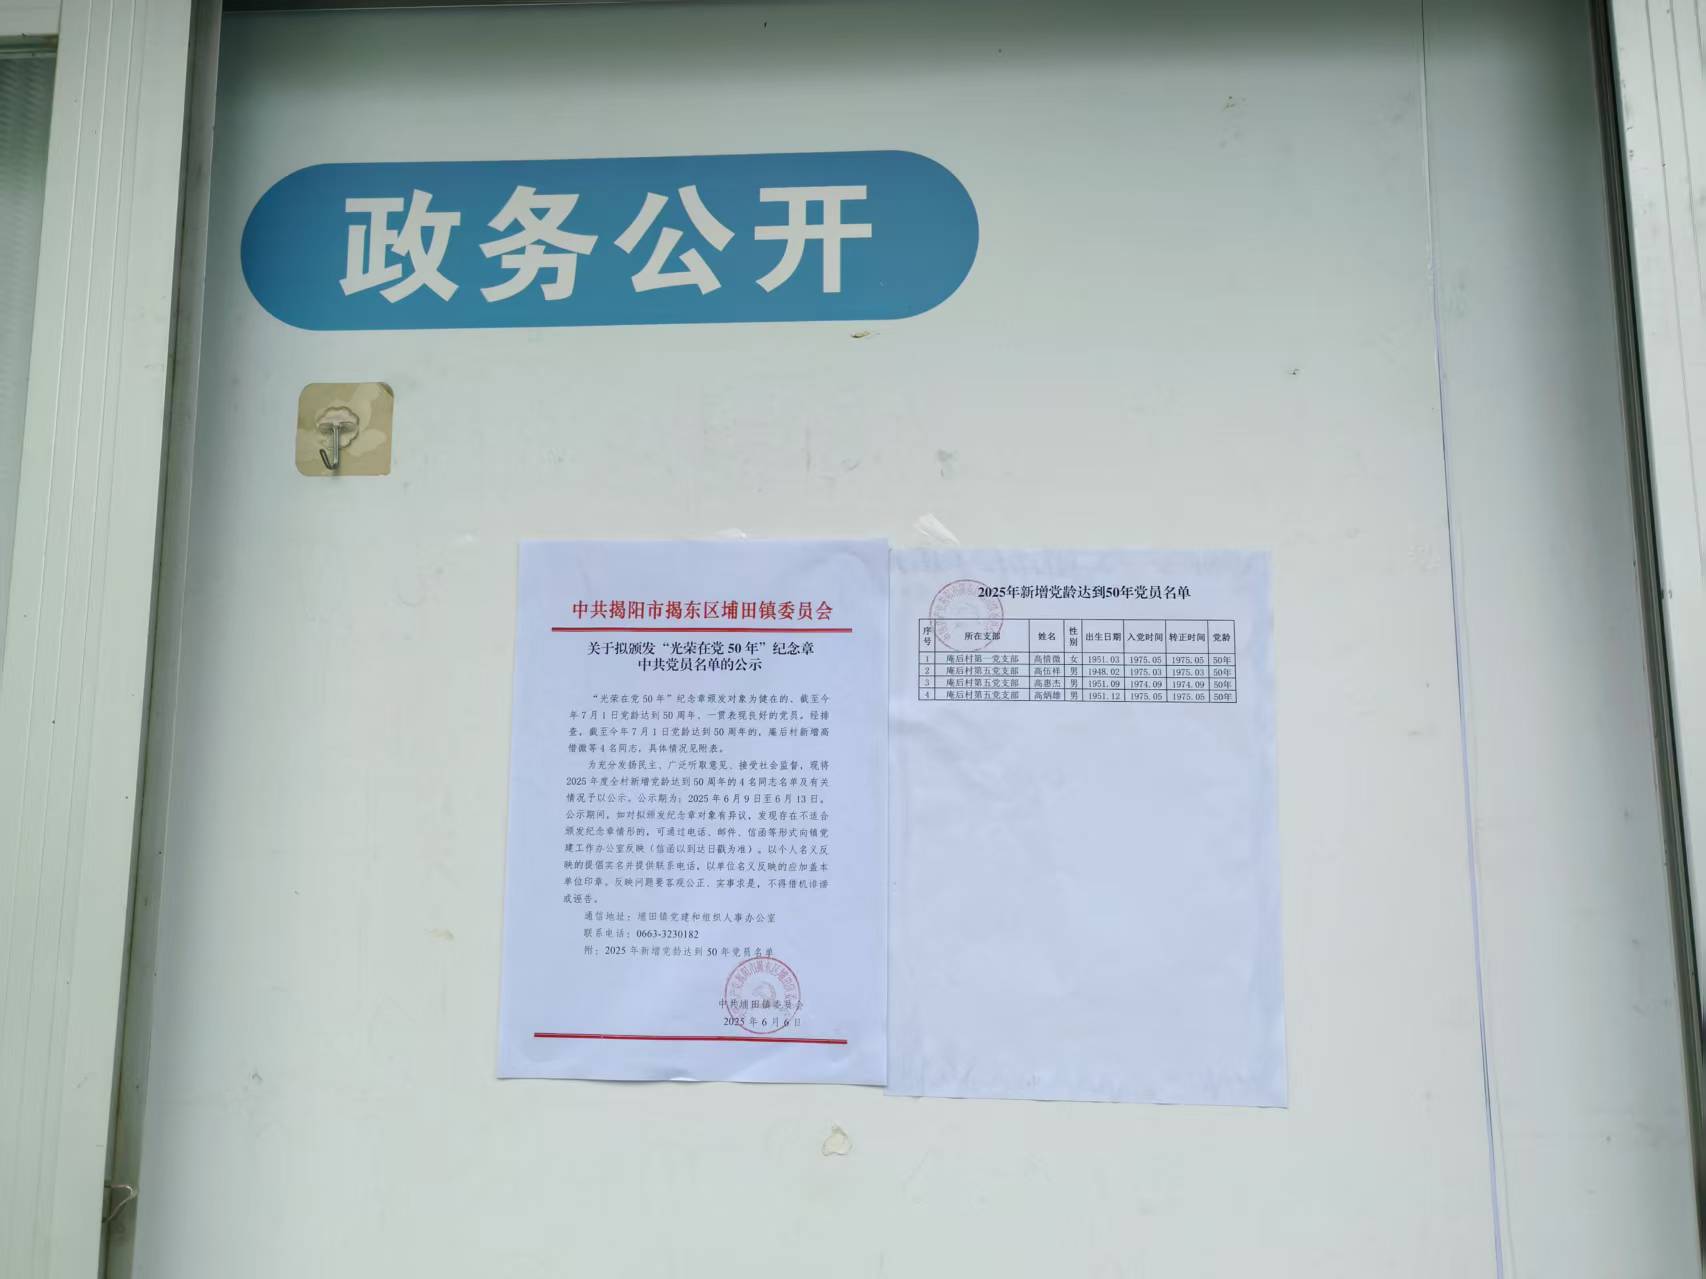 政务公开
中共揭阳市揭东区埔田镇委员会
关于拟颁发“光荣在党50年”纪念章
中共党员名单的公示
“光荣在党50年”纪念章颁发对象为健在的、截至今
年7月1日党龄达到50周年、一贯表现良好的党员。经排
查，截至今年7月1日党龄达到50周年的，庵后村新增高
惜微等4名同志，具体情况见附表。
为充分发扬民主、广泛听取意见、接受社会监督，现将
2025年度全村新增党龄达到50周年的4名同志名单及有关
情况予以公示。公示期为：2025年6月9日至6月13日。
公示期间，如对拟颁发纪念章对象有异议，发现存在不适合
颁发纪念章情形的，可通过电话、邮件、信函等形式向镇党
建工作办公室反映（信函以到达日戳为准）。以个人名义反
映的提倡实名并提供联系电话，以单位名义反映的应加盖本
单位印章。反映问题要客观公正、实事求是，不得借机诽谤
或诬告。
通信地址：埔田镇党建和组织人事办公室
联系电话：0663-3230182
附：2025年新增党龄达到50年党员名单
中共埔田镇委员会
2025年6月6日
2025年新增党龄达到50年党员名单
序号 所在支部 姓名 性别 出生日期 入党时间 转正时间 党龄
1 庵后村第一党支部 高惜微 女 1951.03 1975.05 1975.05 50年
2 庵后村第五党支部 高伍祥 男 1948.02 1975.03 1975.03 50年
3 庵后村第五党支部 高惠杰 男 1951.09 1974.09 1974.09 50年
4 庵后村第五党支部 高炳雄 男 1951.12 1975.05 1975.05 50年